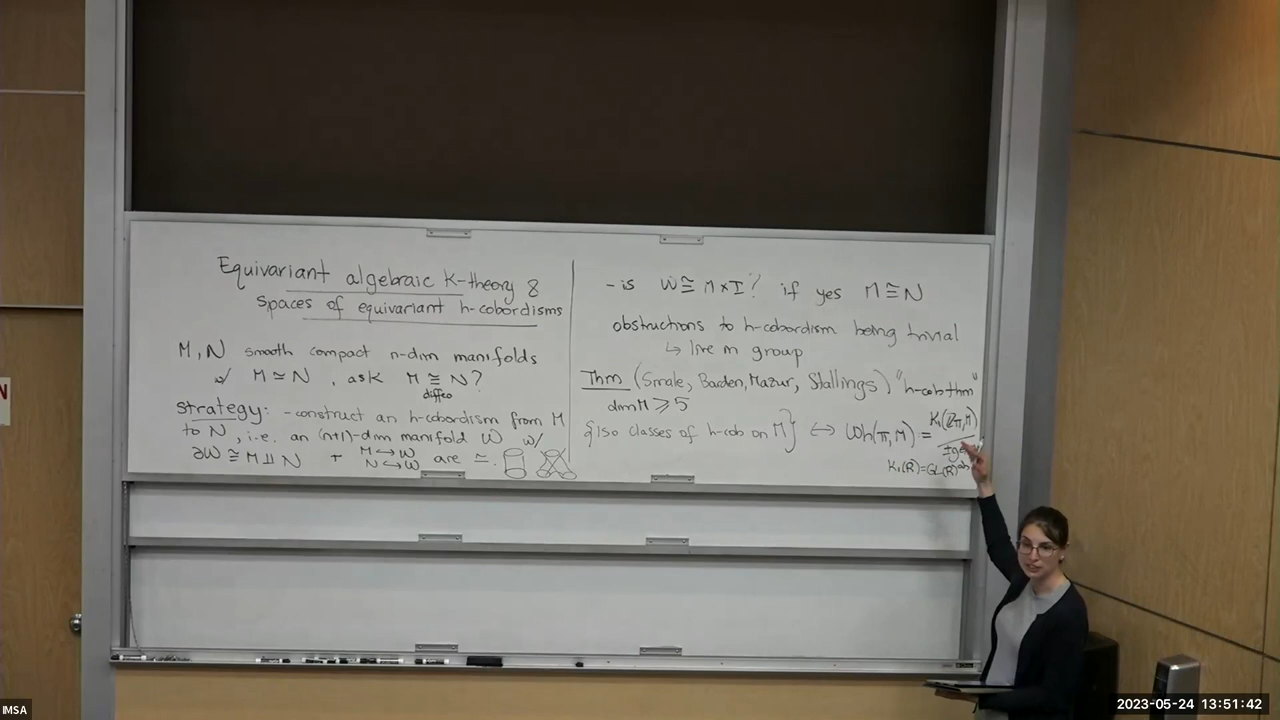 Equivariant algebraic K-theory &
spaces of equivariant h-cobordisms
M, N smooth compact n-dim manifolds
w/ M ≃ N, ask M ≅ N?
diffeo
strategy: - construct an h-cobordism from M
to N, i.e. an (n+1)-dim manifold W w/
∂W ≅ M ⨿ N + M ↪ W
N ↪ W are ≃.
- is W ≅ M × I? if yes M ≅ N
obstructions to h-cobordism being trivial
↳ live in group
Thm (Smale, Barden, Mazur, Stallings) "h-cob thm"
dim M ≥ 5
{iso classes of h-cob on M} ↔ Wh(π₁M) = K₁(ℤπ₁M)
K₁(R) = GL(R)ᵃᵇ
IMSA
2023-05-24 13:51:42